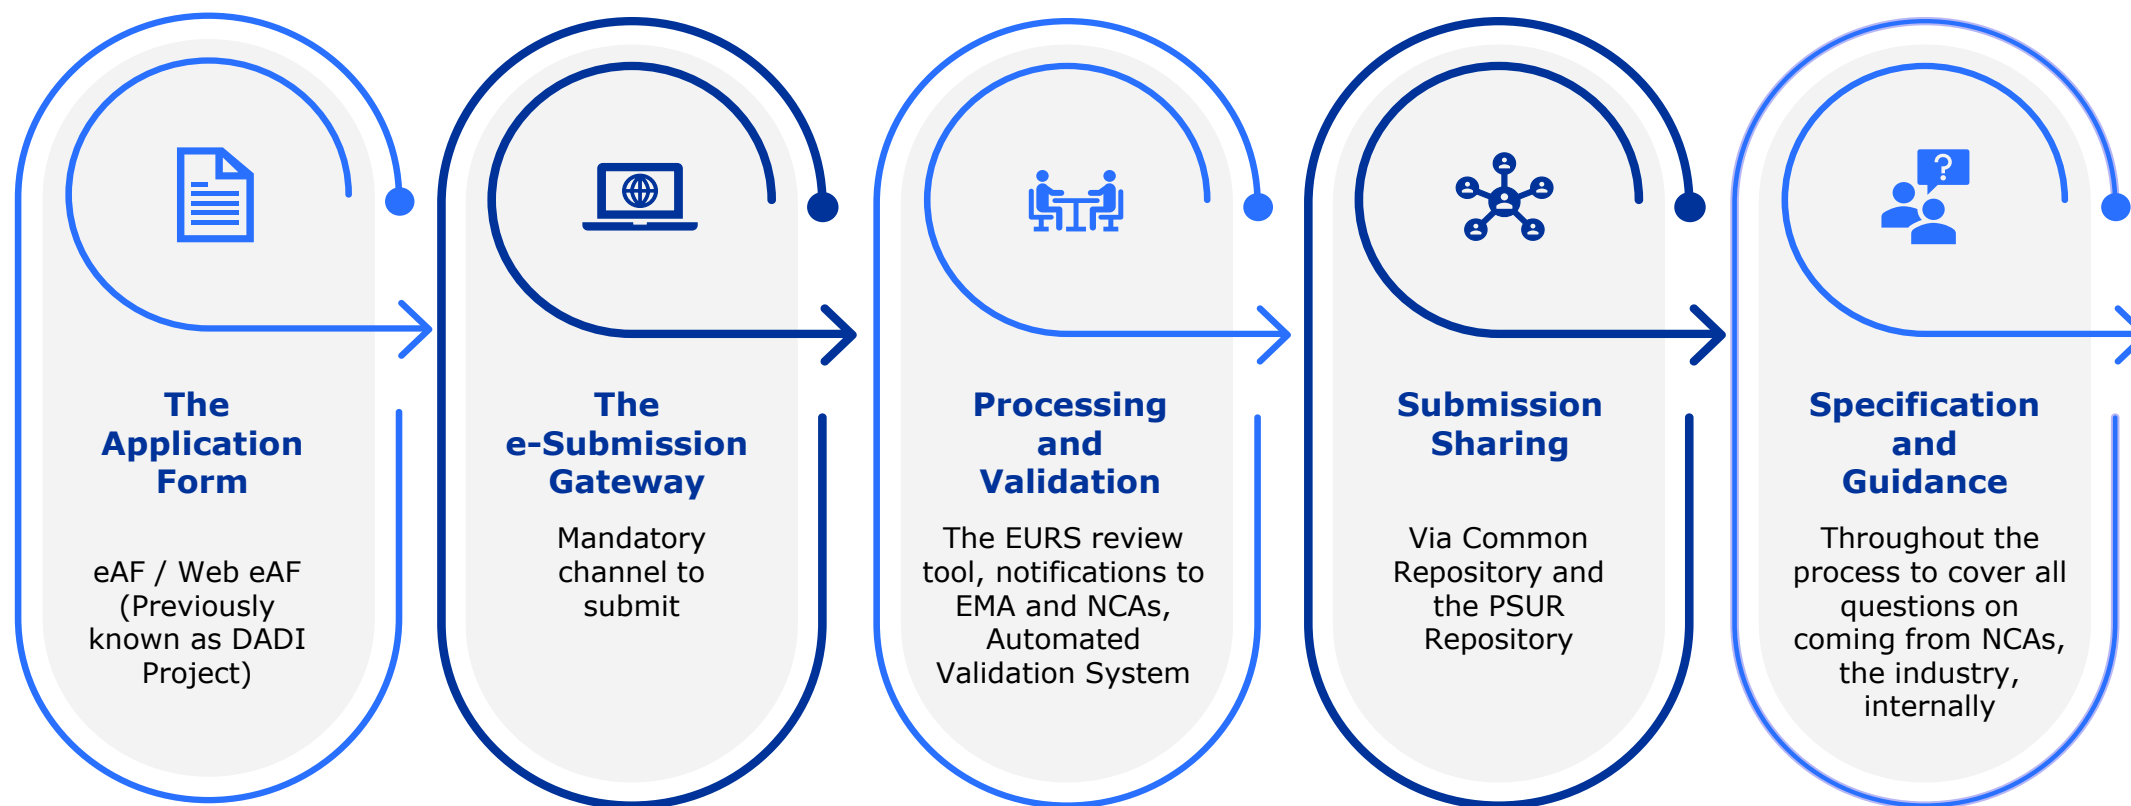 The
Application
Form
eAF / Web eAF
(Previously
known as DADI
Project)
The
e-Submission
Gateway
Mandatory
channel to
submit
Processing
and
Validation
The EURS review
tool, notifications to
EMA and NCAs,
Automated
Validation System
Submission
Sharing
Via Common
Repository and
the PSUR
Repository
Specification
and
Guidance
Throughout the
process to cover all
questions on
coming from NCAs,
the industry,
internally